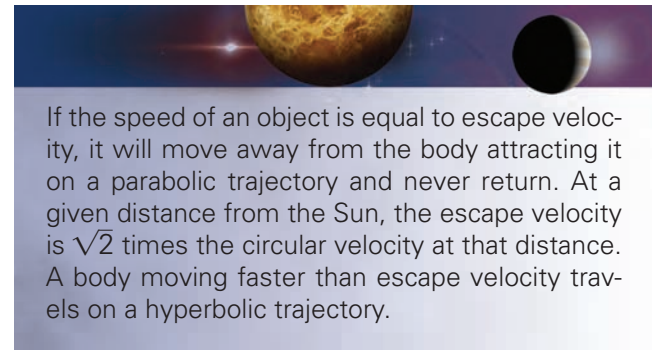 If the speed of an object is equal to escape veloc-
ity, it will move away from the body attracting it
on a parabolic trajectory and never return. At a
given distance from the Sun, the escape velocity
is √2 times the circular velocity at that distance.
A body moving faster than escape velocity trav-
els on a hyperbolic trajectory.